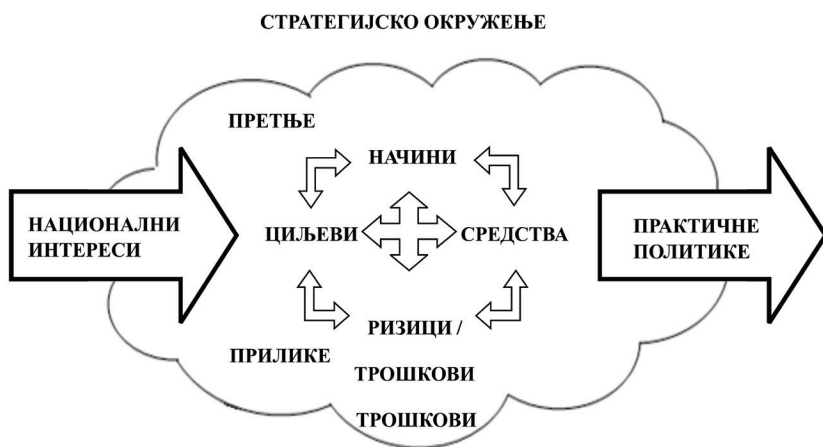 СТРАТЕГИЈСКО ОКРУЖЕЊЕ
ПРЕТЊЕ
НАЧИНИ
НАЦИОНАЛНИ
ИНТЕРЕСИ
ЦИЉЕВИ
СРЕДСТВА
ПРАКТИЧНЕ
ПОЛИТИКЕ
ПРИЛИКЕ
РИЗИЦИ /
ТРОШКОВИ
ТРОШКОВИ